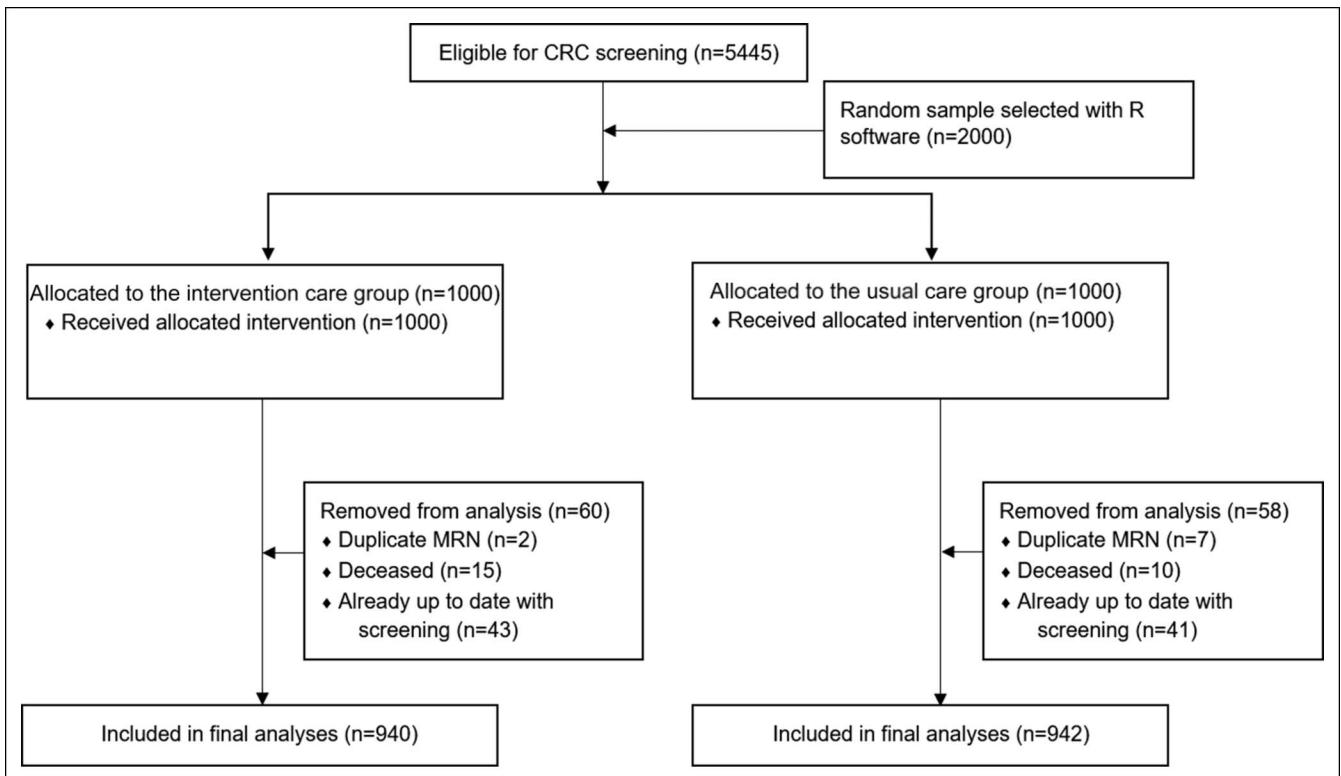 Eligible for CRC screening (n=5445)
Random sample selected with R
software (n=2000)
Allocated to the intervention care group (n=1000)
♦ Received allocated intervention (n=1000)
Allocated to the usual care group (n=1000)
♦ Received allocated intervention (n=1000)
Removed from analysis (n=60)
♦ Duplicate MRN (n=2)
♦ Deceased (n=15)
♦ Already up to date with
screening (n=43)
Removed from analysis (n=58)
♦ Duplicate MRN (n=7)
♦ Deceased (n=10)
♦ Already up to date with
screening (n=41)
Included in final analyses (n=940)
Included in final analyses (n=942)